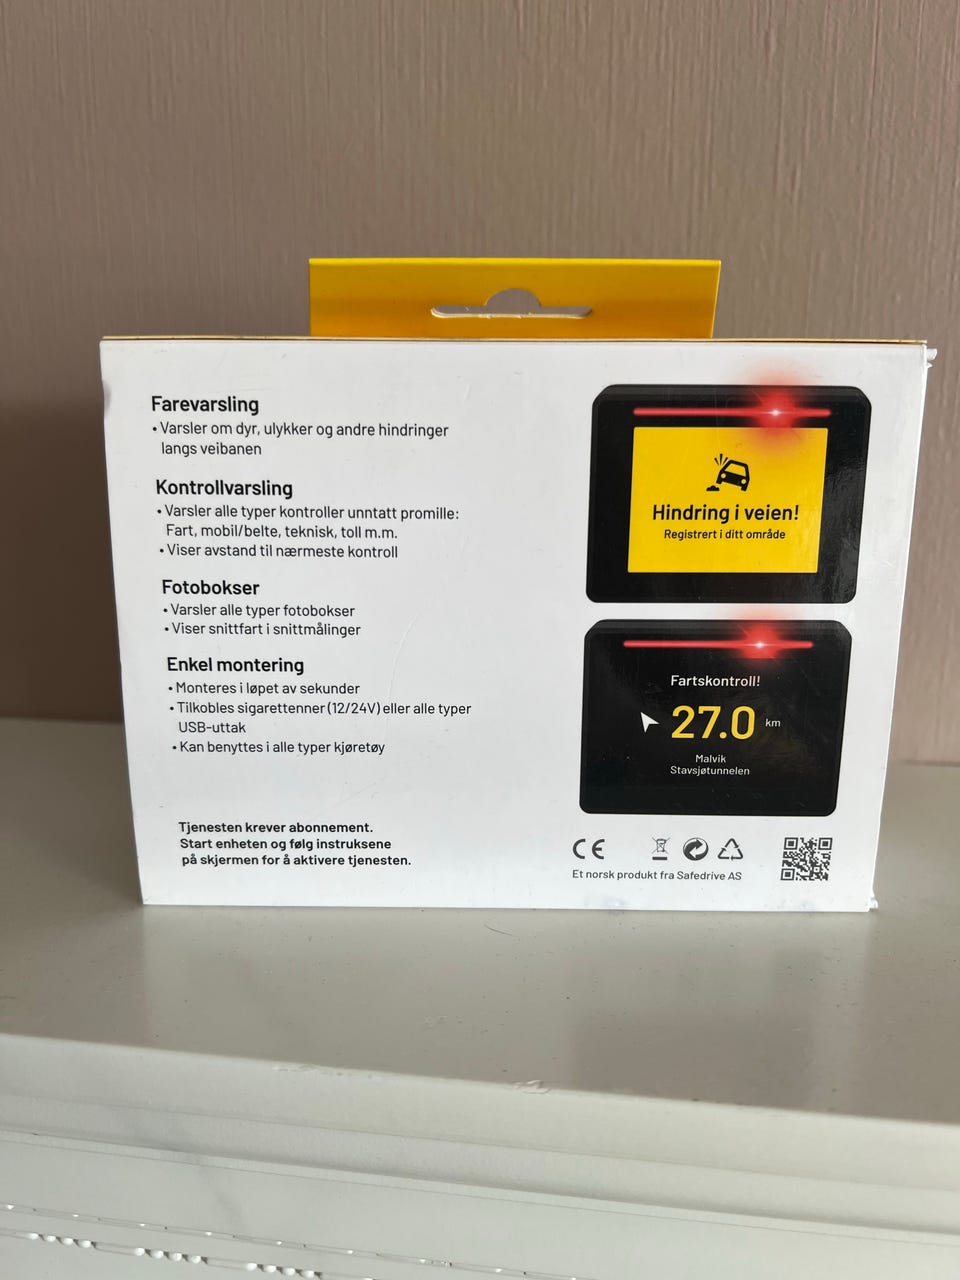 Farevarsling
• Varsler om dyr, ulykker og andre hindringer
langs veibanen
Kontrollvarsling
• Varsler alle typer kontroller unntatt promille:
Fart, mobil/belte, teknisk, toll m.m.
• Viser avstand til nærmeste kontroll
Fotobokser
• Varsler alle typer fotobokser
• Viser snittfart i snittmålinger
Enkel montering
• Monteres i løpet av sekunder
• Tilkobles sigarettenner (12/24V) eller alle typer
USB-uttak
• Kan benyttes i alle typer kjøretøy
Tjenesten krever abonnement.
Start enheten og følg instruksene
på skjermen for å aktivere tjenesten.
Hindring i veien!
Registrert i ditt område
Fartskontroll!
27.0 km
Malvik
Stavsjøtunnelen
CE
Et norsk produkt fra Safedrive AS